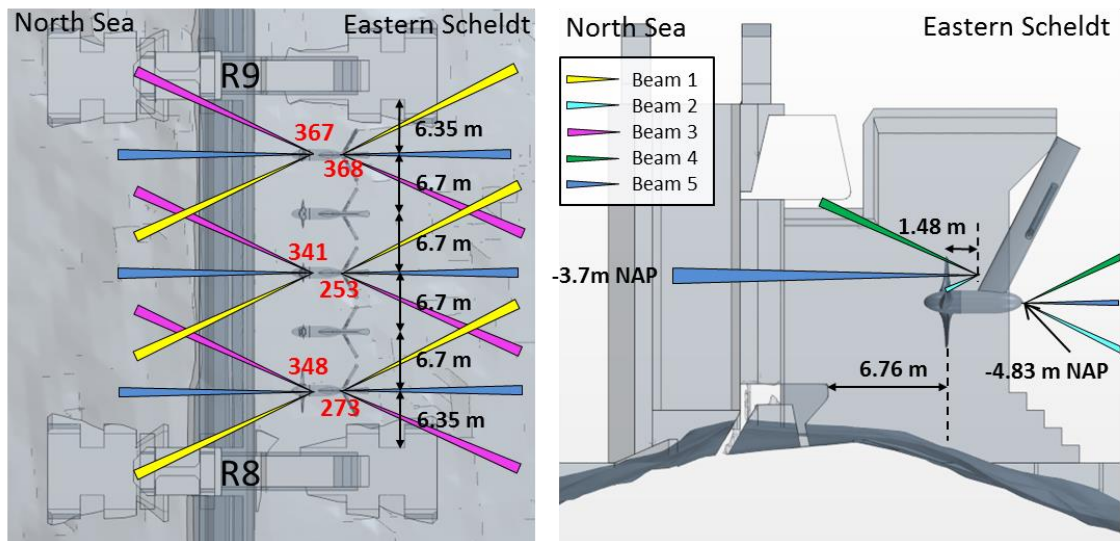 North Sea
Eastern Scheldt
R9
367
368
6.35 m
6.7 m
6.7 m
341
253
6.7 m
6.7 m
348
273
6.35 m
R8
North Sea
Eastern Scheldt
Beam 1
Beam 2
Beam 3
Beam 4
Beam 5
1.48 m
-3.7m NAP
6.76 m
-4.83 m NAP